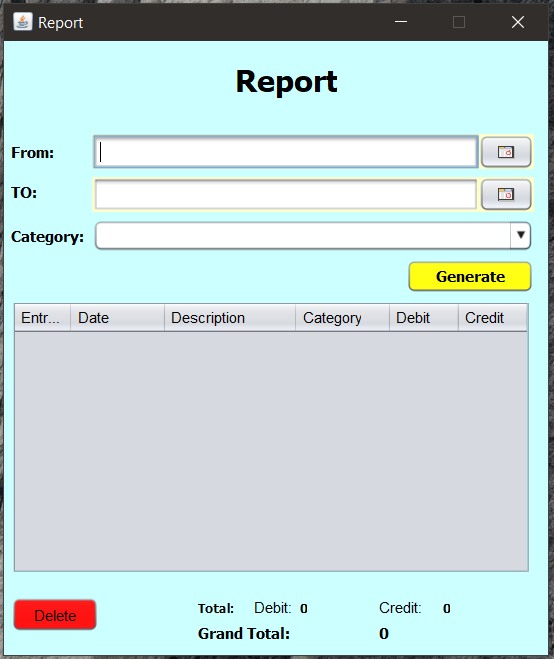 Report
Report
From:
TO:
Category:
Generate
Entr... Date Description Category Debit Credit
Delete Total: Debit: 0 Credit: 0
Grand Total: 0